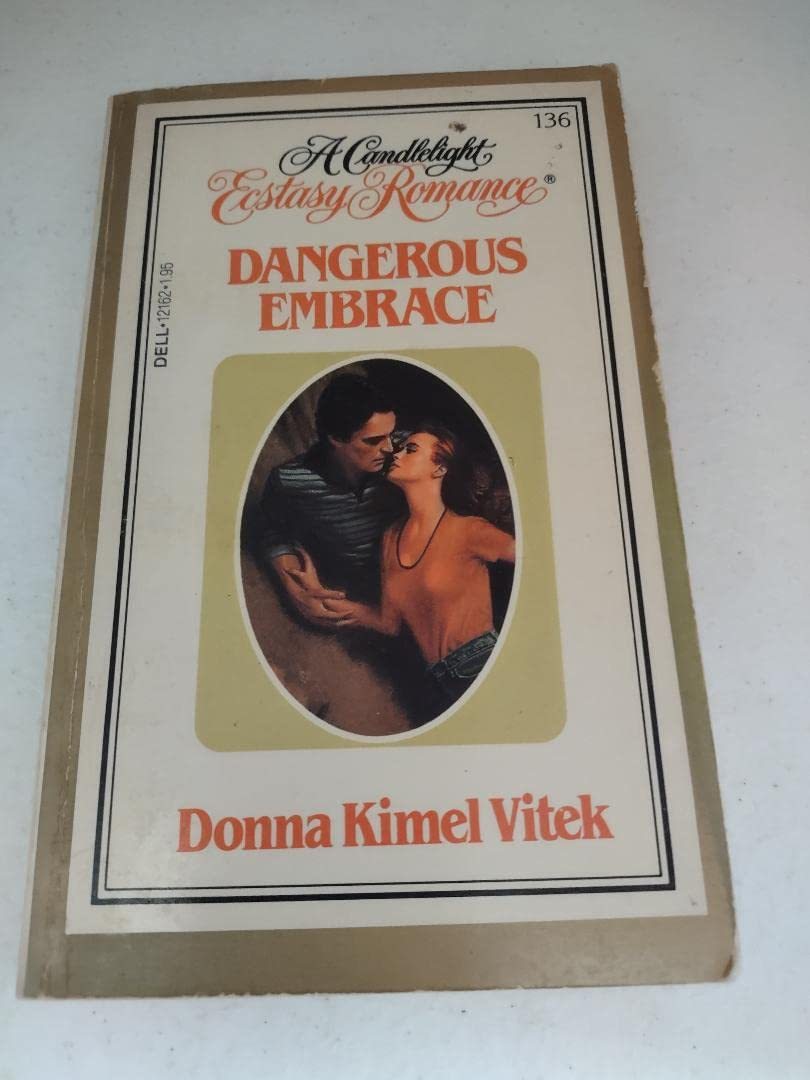 136
A Candlelight
Ecstasy Romance®
DANGEROUS
EMBRACE
DELL•12162•1.95
Donna Kimel Vitek